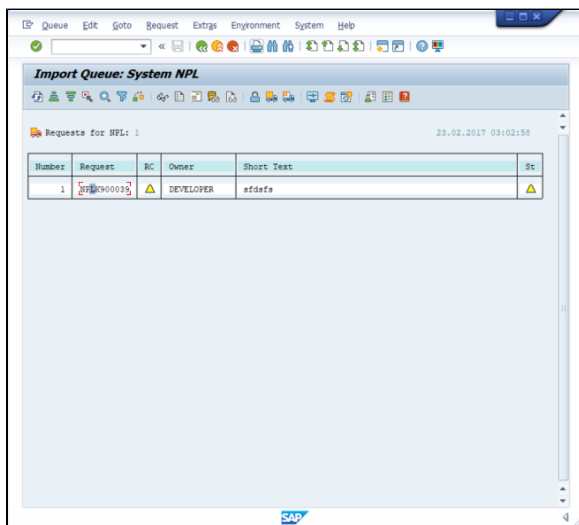 Queue Edit Goto Request Extras Environment System Help
Import Queue: System NPL
Requests for NPL: 1 23.02.2017 03:02:58
Number Request RC Owner Short Text St
1 NPLK900039 DEVELOPER sfdsfs
SAP